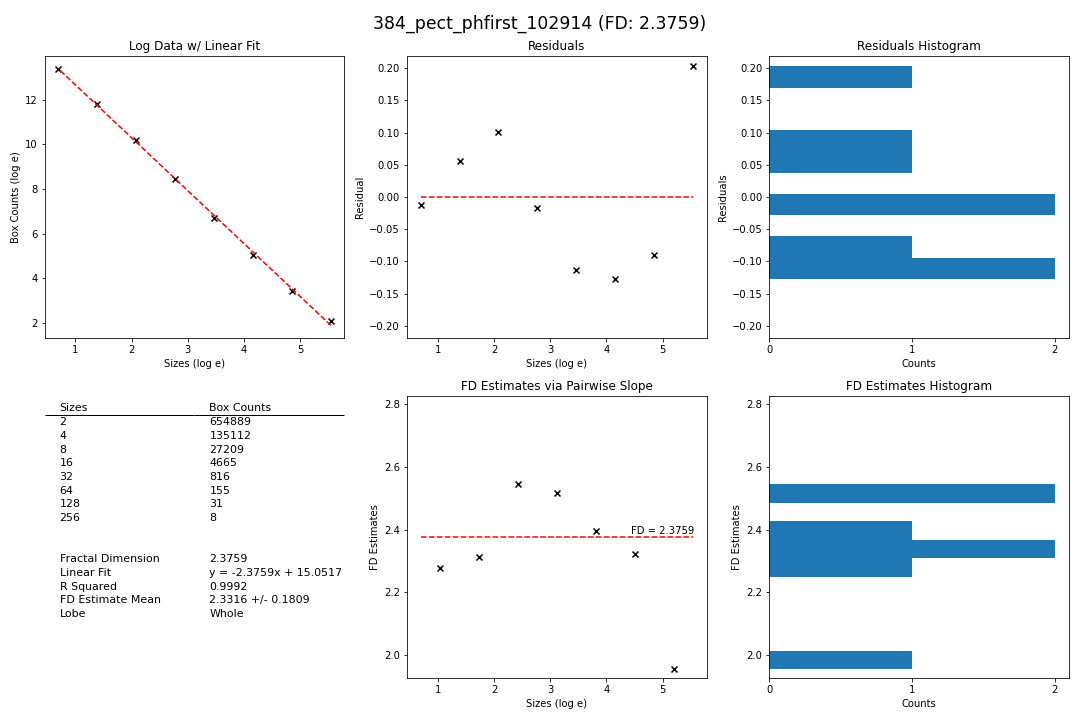 384_pect_phfirst_102914 (FD: 2.3759)
Log Data w/ Linear Fit
Box Counts (log e)
12
10
8
6
4
2
1 2 3 4 5
Sizes (log e)
Residuals
Residual
0.20
0.15
0.10
0.05
0.00
−0.05
−0.10
−0.15
−0.20
1 2 3 4 5
Sizes (log e)
Residuals Histogram
Residuals
0.20
0.15
0.10
0.05
0.00
−0.05
−0.10
−0.15
−0.20
0 1 2
Counts
Sizes Box Counts
2 654889
4 135112
8 27209
16 4665
32 816
64 155
128 31
256 8
Fractal Dimension 2.3759
Linear Fit y = -2.3759x + 15.0517
R Squared 0.9992
FD Estimate Mean 2.3316 +/- 0.1809
Lobe Whole
FD Estimates via Pairwise Slope
FD Estimates
2.8
2.6
2.4
2.2
2.0
FD = 2.3759
1 2 3 4 5
Sizes (log e)
FD Estimates Histogram
FD Estimates
2.8
2.6
2.4
2.2
2.0
0 1 2
Counts